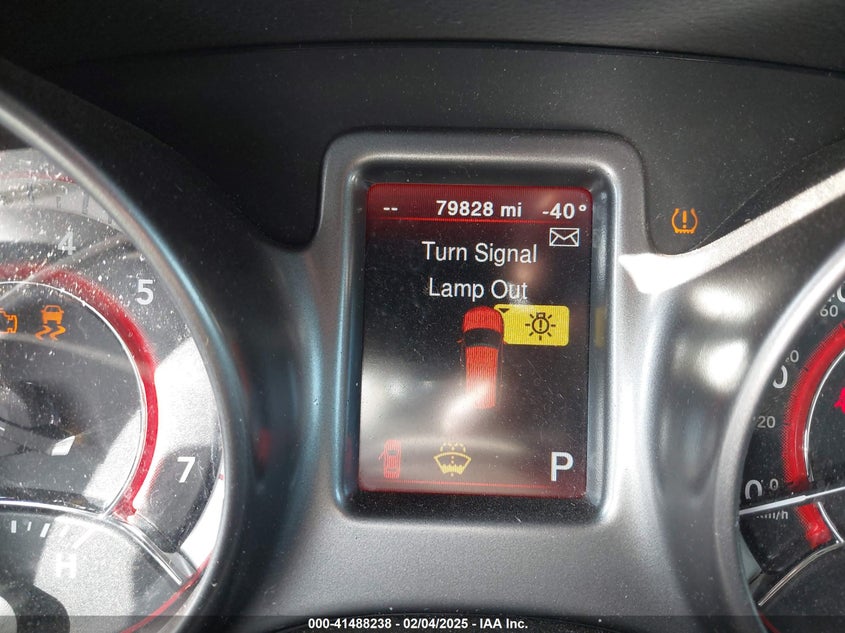 -- 79828 mi -40°
Turn Signal
Lamp Out
P
4
5
7
H
60
20
0
km/h
000-41488238 - 02/04/2025 - IAA Inc.